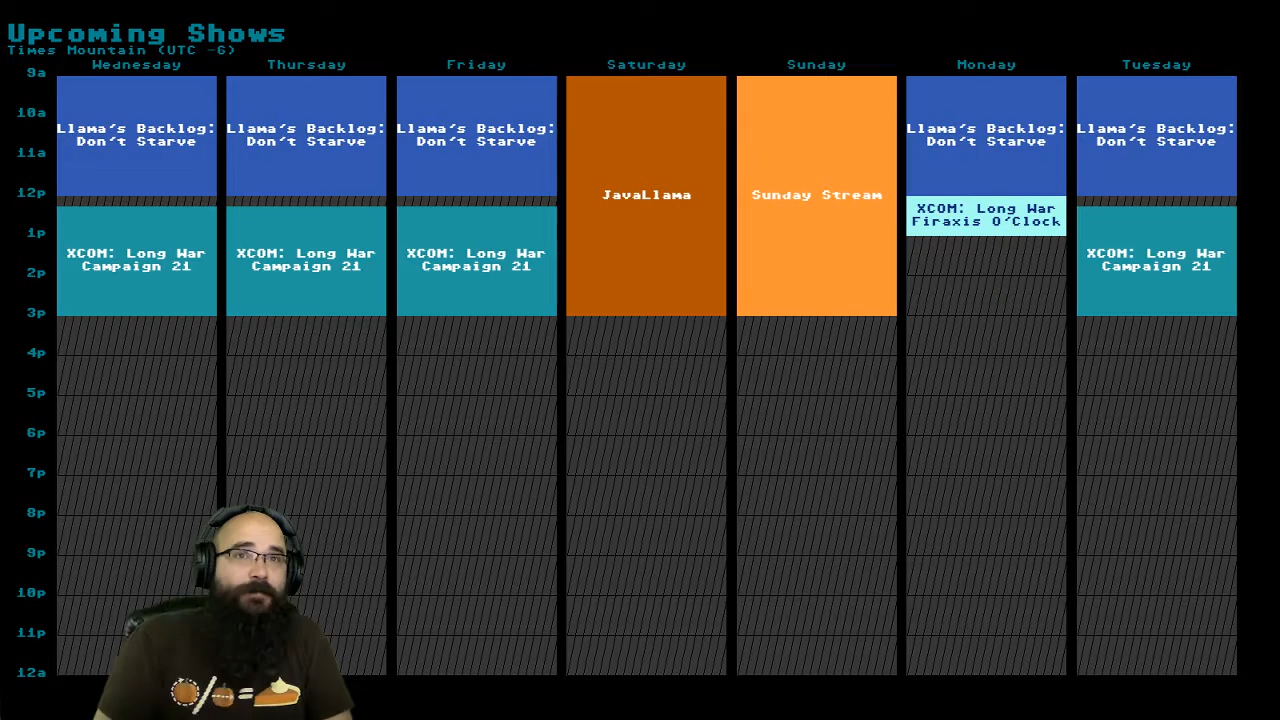 Upcoming Shows
Times Mountain (UTC -6)
Wednesday
Thursday
Friday
Saturday
Sunday
Monday
Tuesday
9a
10a
11a
12p
1p
2p
3p
4p
5p
6p
7p
8p
9p
10p
11p
12a
Llama's Backlog:
Don't Starve
XCOM: Long War
Campaign 21
Llama's Backlog:
Don't Starve
XCOM: Long War
Campaign 21
Llama's Backlog:
Don't Starve
XCOM: Long War
Campaign 21
JavaLlama
Sunday Stream
Llama's Backlog:
Don't Starve
XCOM: Long War
Firaxis O'Clock
Llama's Backlog:
Don't Starve
XCOM: Long War
Campaign 21